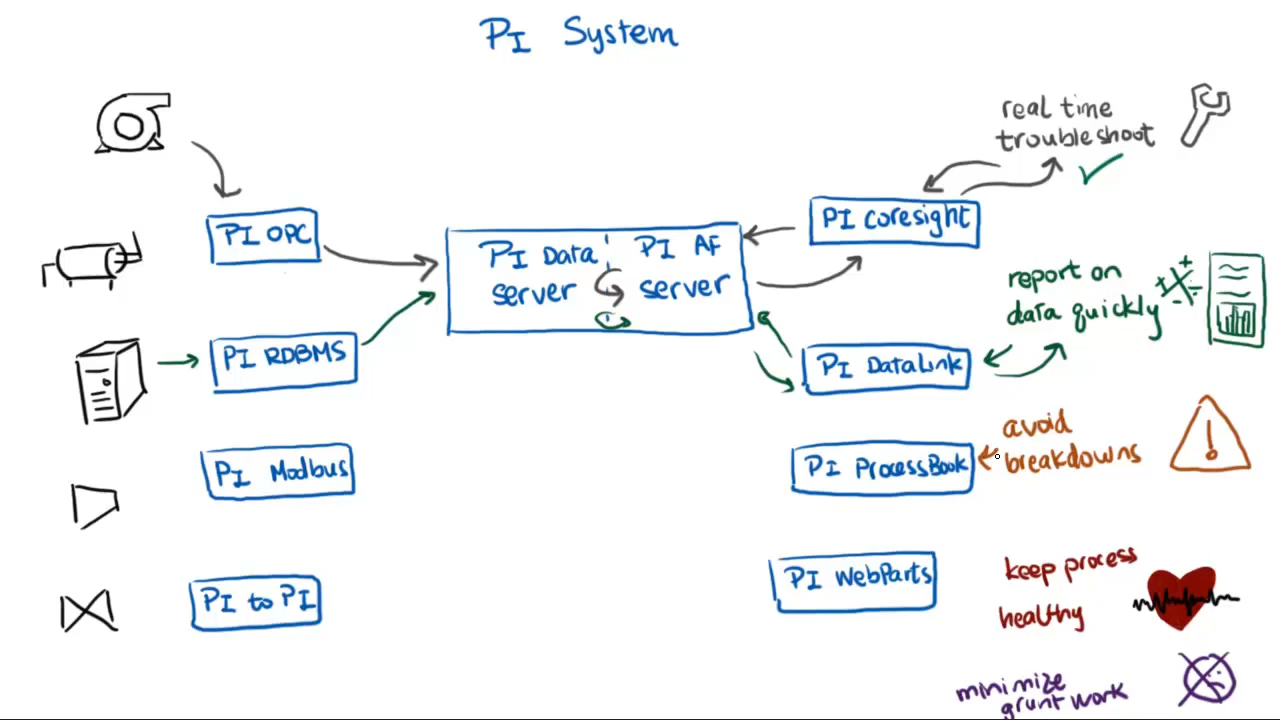 PI System
PI OPC
PI RDBMS
PI Modbus
PI to PI
PI Data
server
PI AF
server
PI Coresight
PI DataLink
PI ProcessBook
PI WebParts
real time
troubleshoot
report on
data quickly
avoid
breakdowns
keep process
healthy
minimize
grunt work